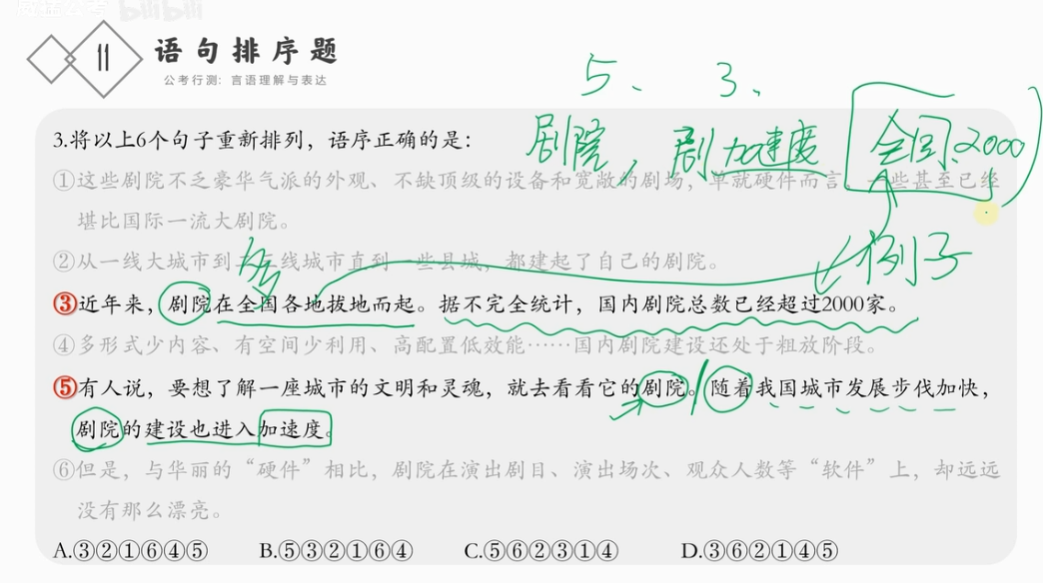 bilibili
11 语句排序题
公考行测：言语理解与表达
5、 3、
剧院， 剧加速度 全国、2000
3.将以上6个句子重新排列，语序正确的是：
①这些剧院不乏豪华气派的外观、不缺顶级的设备和宽敞的剧场，单就硬件而言，一些甚至已经
堪比国际一流大剧院。
多 例子
②从一线大城市到二三线城市直到一些县城，都建起了自己的剧院。
③近年来，剧院在全国各地拔地而起。据不完全统计，国内剧院总数已经超过2000家。
④多形式少内容、有空间少利用、高配置低效能……国内剧院建设还处于粗放阶段。
⑤有人说，要想了解一座城市的文明和灵魂，就去看看它的剧院。随着我国城市发展步伐加快，
剧院的建设也进入加速度。
⑥但是，与华丽的“硬件”相比，剧院在演出剧目、演出场次、观众人数等“软件”上，却远远
没有那么漂亮。
A.③②①⑥④⑤ B.⑤③②①⑥④ C.⑤⑥②③①④ D.③⑥②①④⑤